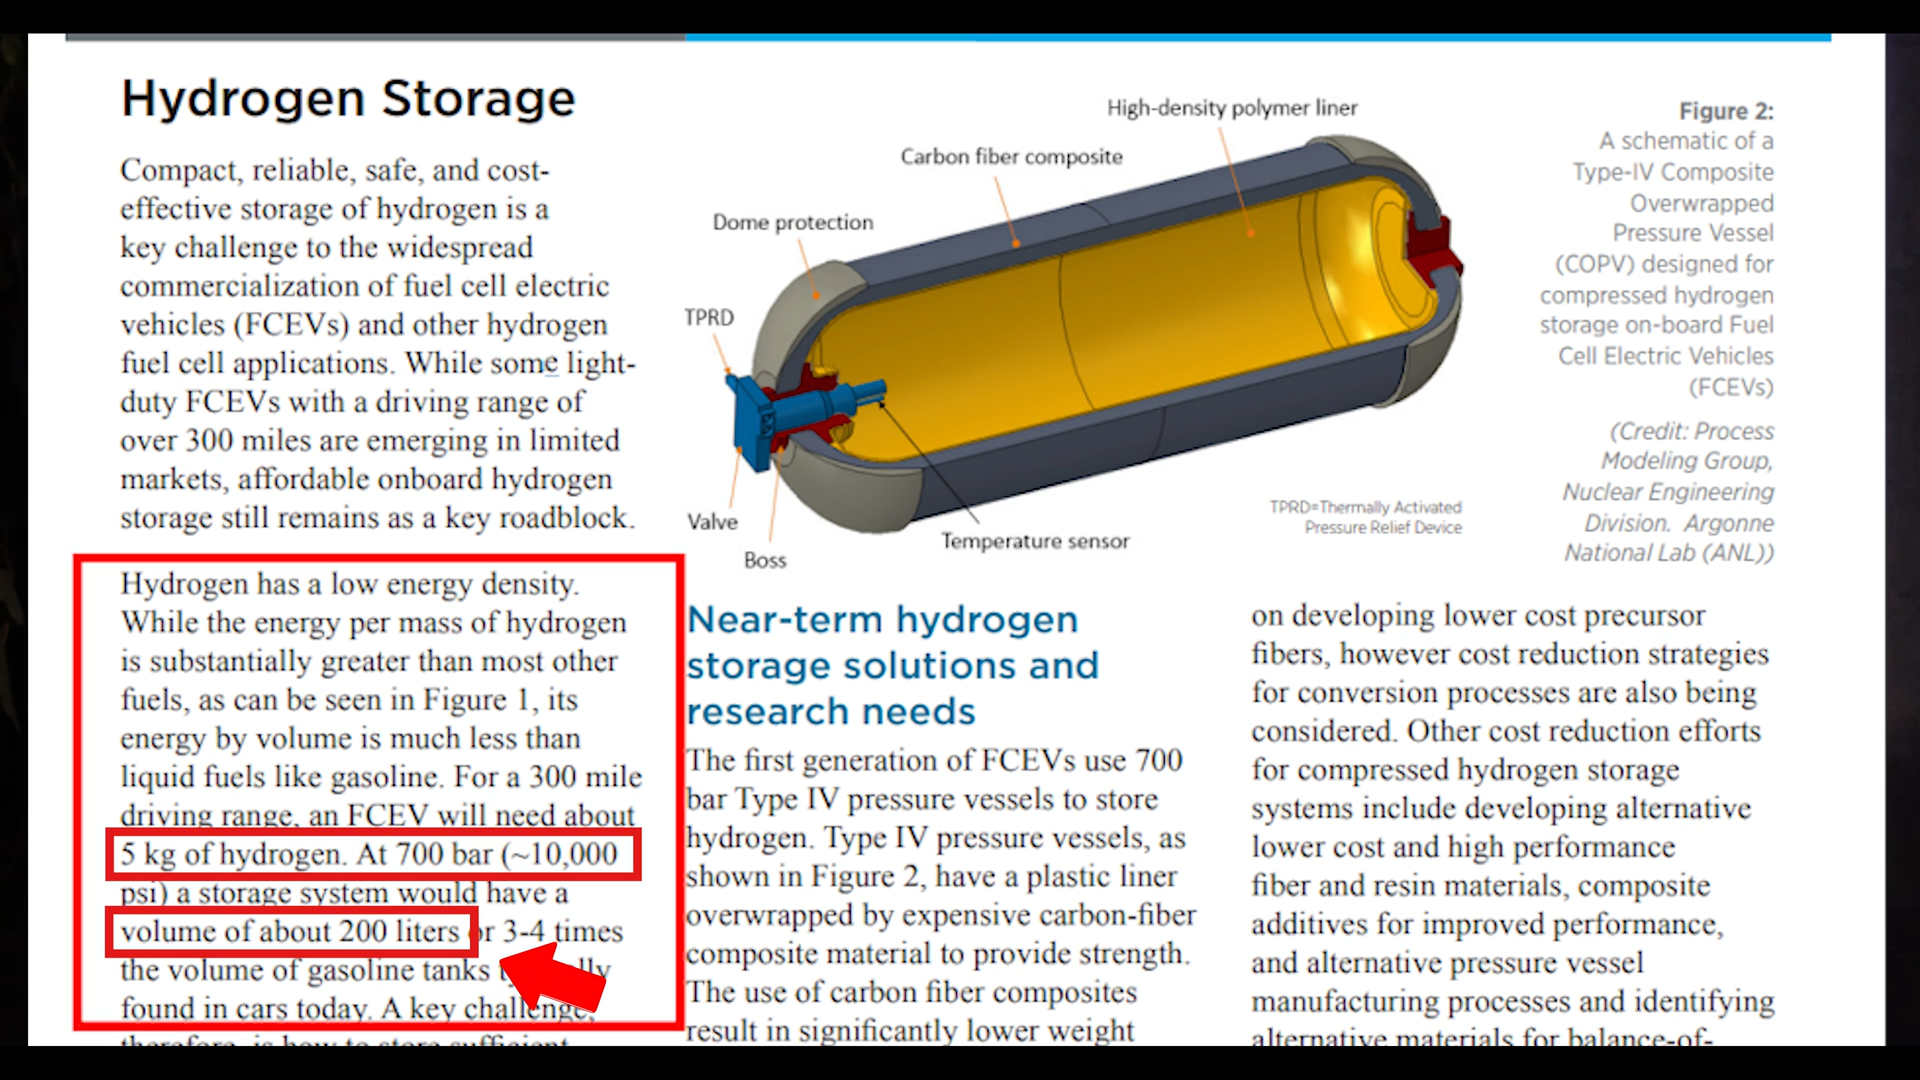 Hydrogen Storage
Compact, reliable, safe, and cost-
effective storage of hydrogen is a
key challenge to the widespread
commercialization of fuel cell electric
vehicles (FCEVs) and other hydrogen
fuel cell applications. While some light-
duty FCEVs with a driving range of
over 300 miles are emerging in limited
markets, affordable onboard hydrogen
storage still remains as a key roadblock.
Hydrogen has a low energy density.
While the energy per mass of hydrogen
is substantially greater than most other
fuels, as can be seen in Figure 1, its
energy by volume is much less than
liquid fuels like gasoline. For a 300 mile
driving range, an FCEV will need about
5 kg of hydrogen. At 700 bar (~10,000
psi) a storage system would have a
volume of about 200 liters or 3-4 times
the volume of gasoline tanks
found in cars today. A key challenge,
therefore, is how to store sufficient
High-density polymer liner
Carbon fiber composite
Dome protection
TPRD
Valve
Boss
Temperature sensor
TPRD=Thermally Activated
Pressure Relief Device
Figure 2:
A schematic of a
Type-IV Composite
Overwrapped
Pressure Vessel
(COPV) designed for
compressed hydrogen
storage on-board Fuel
Cell Electric Vehicles
(FCEVs)
(Credit: Process
Modeling Group,
Nuclear Engineering
Division. Argonne
National Lab (ANL))
Near-term hydrogen
storage solutions and
research needs
The first generation of FCEVs use 700
bar Type IV pressure vessels to store
hydrogen. Type IV pressure vessels, as
shown in Figure 2, have a plastic liner
overwrapped by expensive carbon-fiber
composite material to provide strength.
The use of carbon fiber composites
result in significantly lower weight
on developing lower cost precursor
fibers, however cost reduction strategies
for conversion processes are also being
considered. Other cost reduction efforts
for compressed hydrogen storage
systems include developing alternative
lower cost and high performance
fiber and resin materials, composite
additives for improved performance,
and alternative pressure vessel
manufacturing processes and identifying
alternative materials for balance-of-